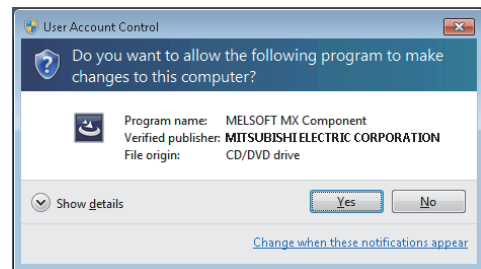 User Account Control
Do you want to allow the following program to make
changes to this computer?
Program name: MELSOFT MX Component
Verified publisher: MITSUBISHI ELECTRIC CORPORATION
File origin: CD/DVD drive
Show details
Yes
No
Change when these notifications appear